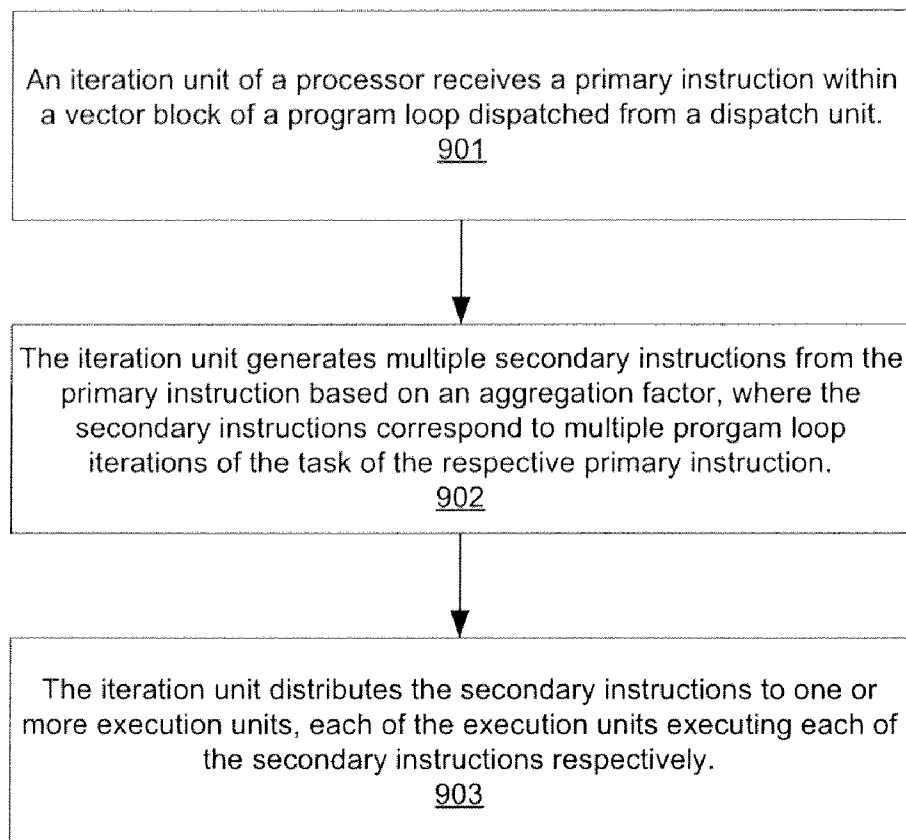 An iteration unit of a processor receives a primary instruction within
a vector block of a program loop dispatched from a dispatch unit.
901
The iteration unit generates multiple secondary instructions from the
primary instruction based on an aggregation factor, where the
secondary instructions correspond to multiple prorgam loop
iterations of the task of the respective primary instruction.
902
The iteration unit distributes the secondary instructions to one or
more execution units, each of the execution units executing each of
the secondary instructions respectively.
903